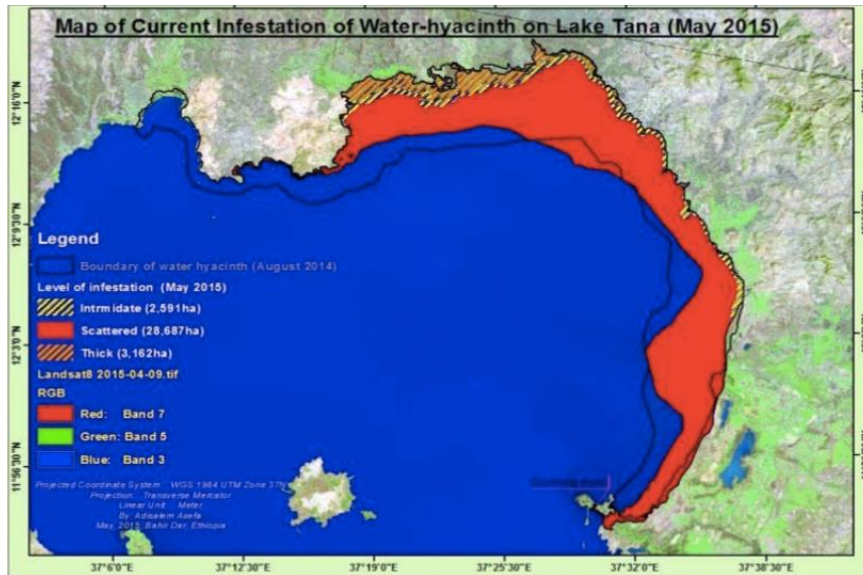 Map of Current Infestation of Water-hyacinth on Lake Tana (May 2015)
12°9'30"N
12°3'0"N
11°56'30"N
Legend
Boundary of water hyacinth (August 2014)
Level of infestation (May 2015)
Intrmidate (2,591ha)
Scattered (28,687ha)
Thick (3,162ha)
Landsat8 2015-04-09.tif
RGB
Red: Band 7
Green: Band 5
Blue: Band 3
Projected Coordinate System: WGS 1984 UTM Zone 37N
Projection: Transverse Mercator
Linear Unit: Meter
By: Adisalem Asefa
May, 2015, Bahir Dar, Ethiopia
37°6'0"E 37°12'30"E 37°19'0"E 37°25'30"E 37°32'0"E 37°38'30"E